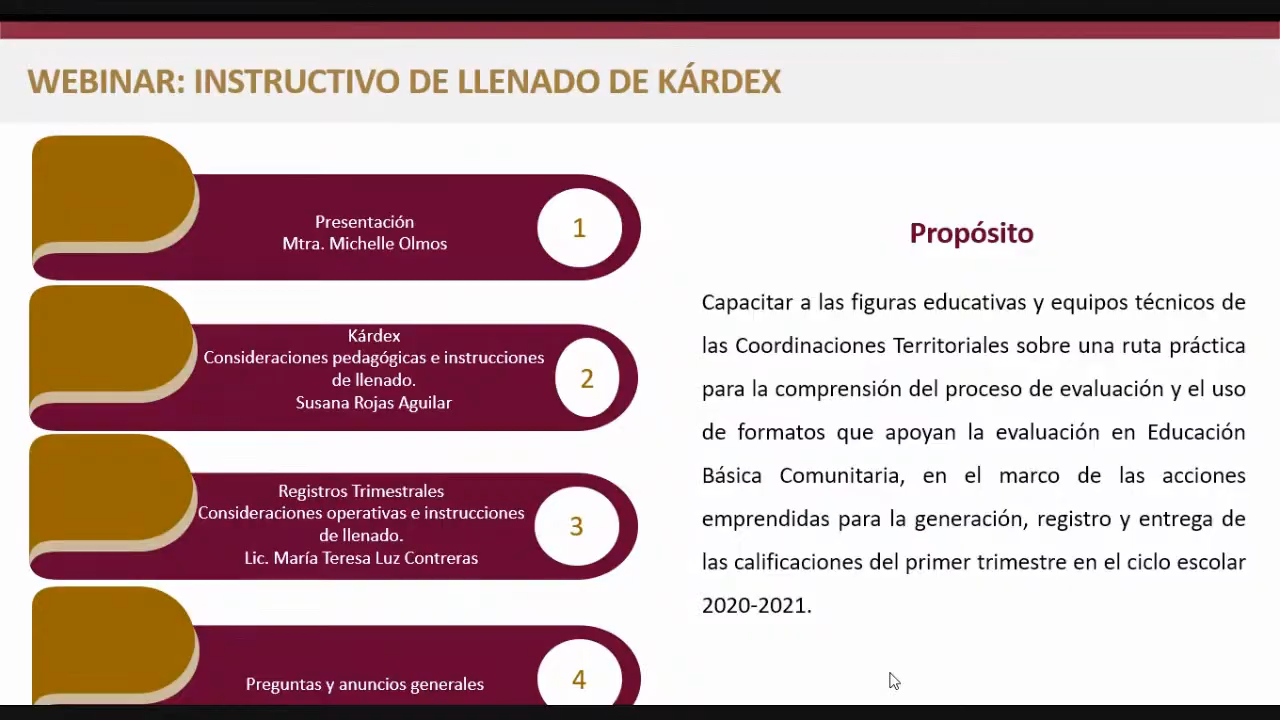 WEBINAR: INSTRUCTIVO DE LLENADO DE KÁRDEX
Presentación
Mtra. Michelle Olmos
1
Kárdex
Consideraciones pedagógicas e instrucciones
de llenado.
Susana Rojas Aguilar
2
Registros Trimestrales
Consideraciones operativas e instrucciones
de llenado.
Lic. María Teresa Luz Contreras
3
Preguntas y anuncios generales
4
Propósito
Capacitar a las figuras educativas y equipos técnicos de
las Coordinaciones Territoriales sobre una ruta práctica
para la comprensión del proceso de evaluación y el uso
de formatos que apoyan la evaluación en Educación
Básica Comunitaria, en el marco de las acciones
emprendidas para la generación, registro y entrega de
las calificaciones del primer trimestre en el ciclo escolar
2020-2021.